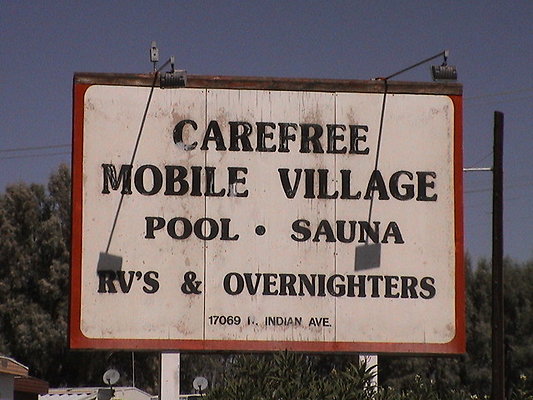 CAREFREE
MOBILE VILLAGE
POOL • SAUNA
RV'S & OVERNIGHTERS
17069 N. INDIAN AVE.